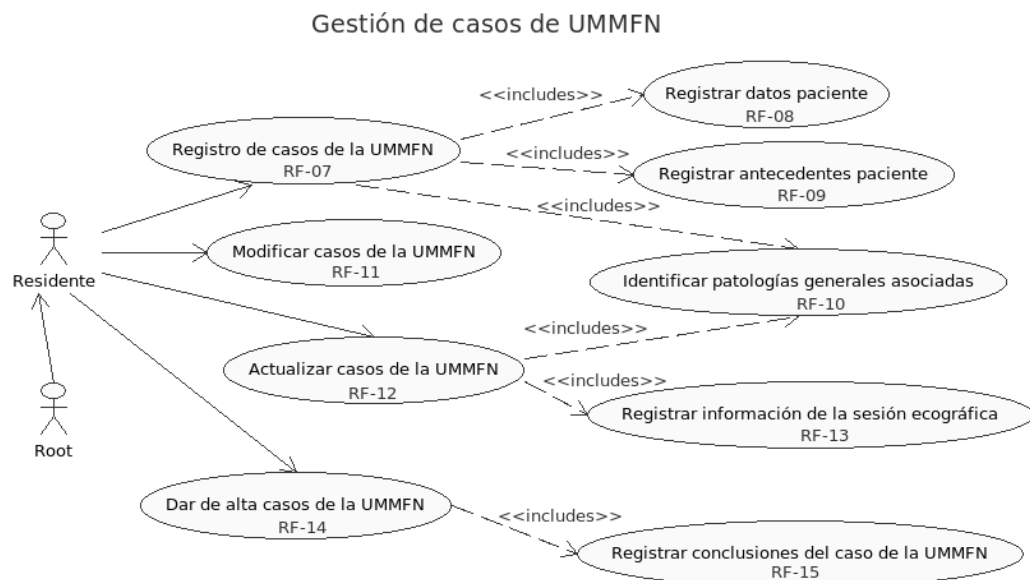 Gestión de casos de UMMFN
<<includes>>
Registrar datos paciente
RF-08
Registro de casos de la UMMFN
RF-07
<<includes>>
Registrar antecedentes paciente
RF-09
<<includes>>
Residente
Modificar casos de la UMMFN
RF-11
Identificar patologías generales asociadas
RF-10
<<includes>>
Actualizar casos de la UMMFN
RF-12
<<includes>>
Registrar información de la sesión ecográfica
RF-13
Root
Dar de alta casos de la UMMFN
RF-14
<<includes>>
Registrar conclusiones del caso de la UMMFN
RF-15